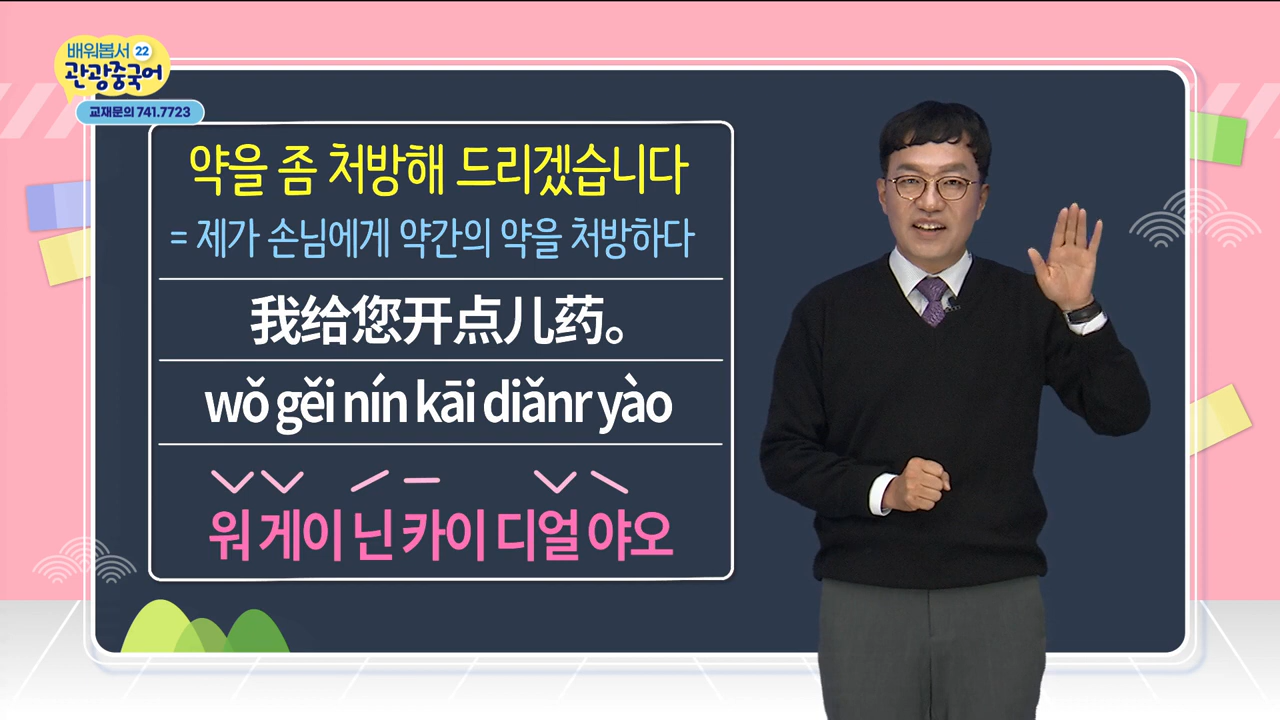 배워봅서 22
관광중국어
교재문의 741.7723
약을 좀 처방해 드리겠습니다
= 제가 손님에게 약간의 약을 처방하다
我给您开点儿药。
wǒ gěi nín kāi diǎnr yào
워 게이 닌 카이 디얼 야오